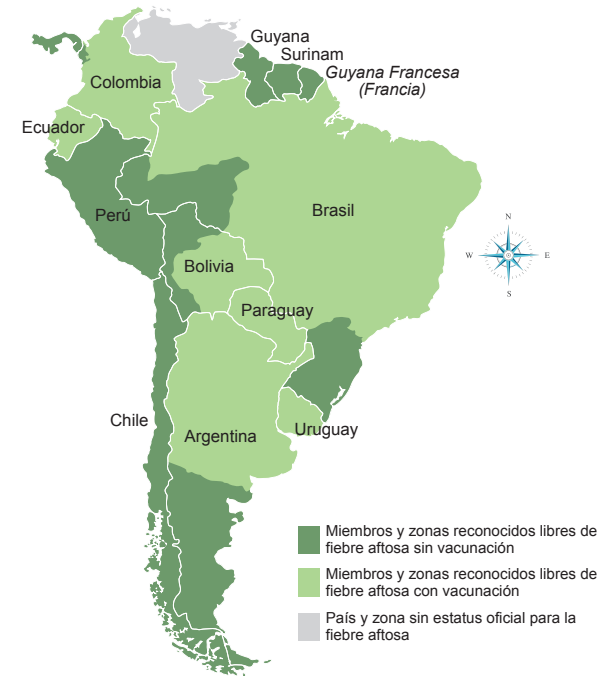 Guyana
Surinam
Guyana Francesa
(Francia)
Colombia
Ecuador
Perú
Brasil
N
W
E
S
Bolivia
Paraguay
Chile
Argentina
Uruguay
Miembros y zonas reconocidos libres de
fiebre aftosa sin vacunación
Miembros y zonas reconocidos libres de
fiebre aftosa con vacunación
País y zona sin estatus oficial para la
fiebre aftosa